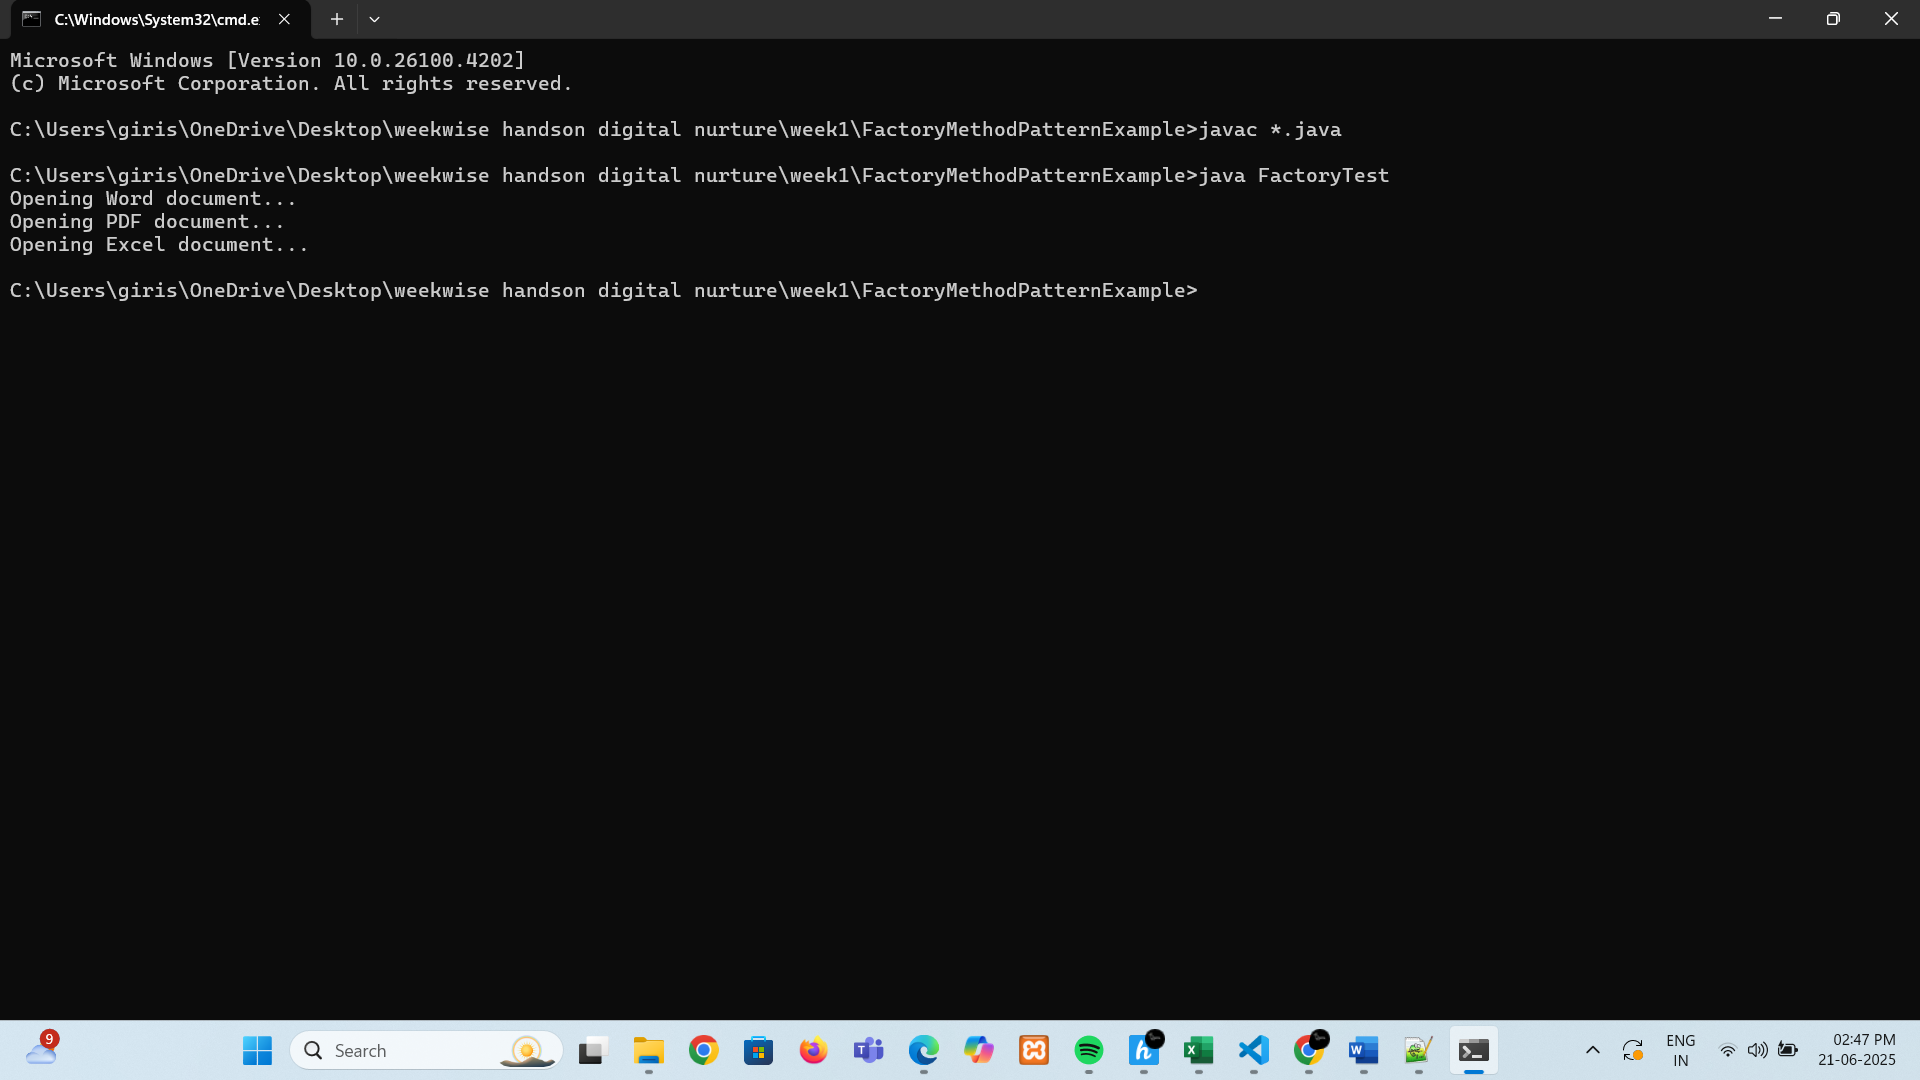 C:\Windows\System32\cmd.e
Microsoft Windows [Version 10.0.26100.4202]
(c) Microsoft Corporation. All rights reserved.
C:\Users\giris\OneDrive\Desktop\weekwise handson digital nurture\week1\FactoryMethodPatternExample>javac *.java
C:\Users\giris\OneDrive\Desktop\weekwise handson digital nurture\week1\FactoryMethodPatternExample>java FactoryTest
Opening Word document...
Opening PDF document...
Opening Excel document...
C:\Users\giris\OneDrive\Desktop\weekwise handson digital nurture\week1\FactoryMethodPatternExample>
9
Search
ENG
IN
02:47 PM
21-06-2025